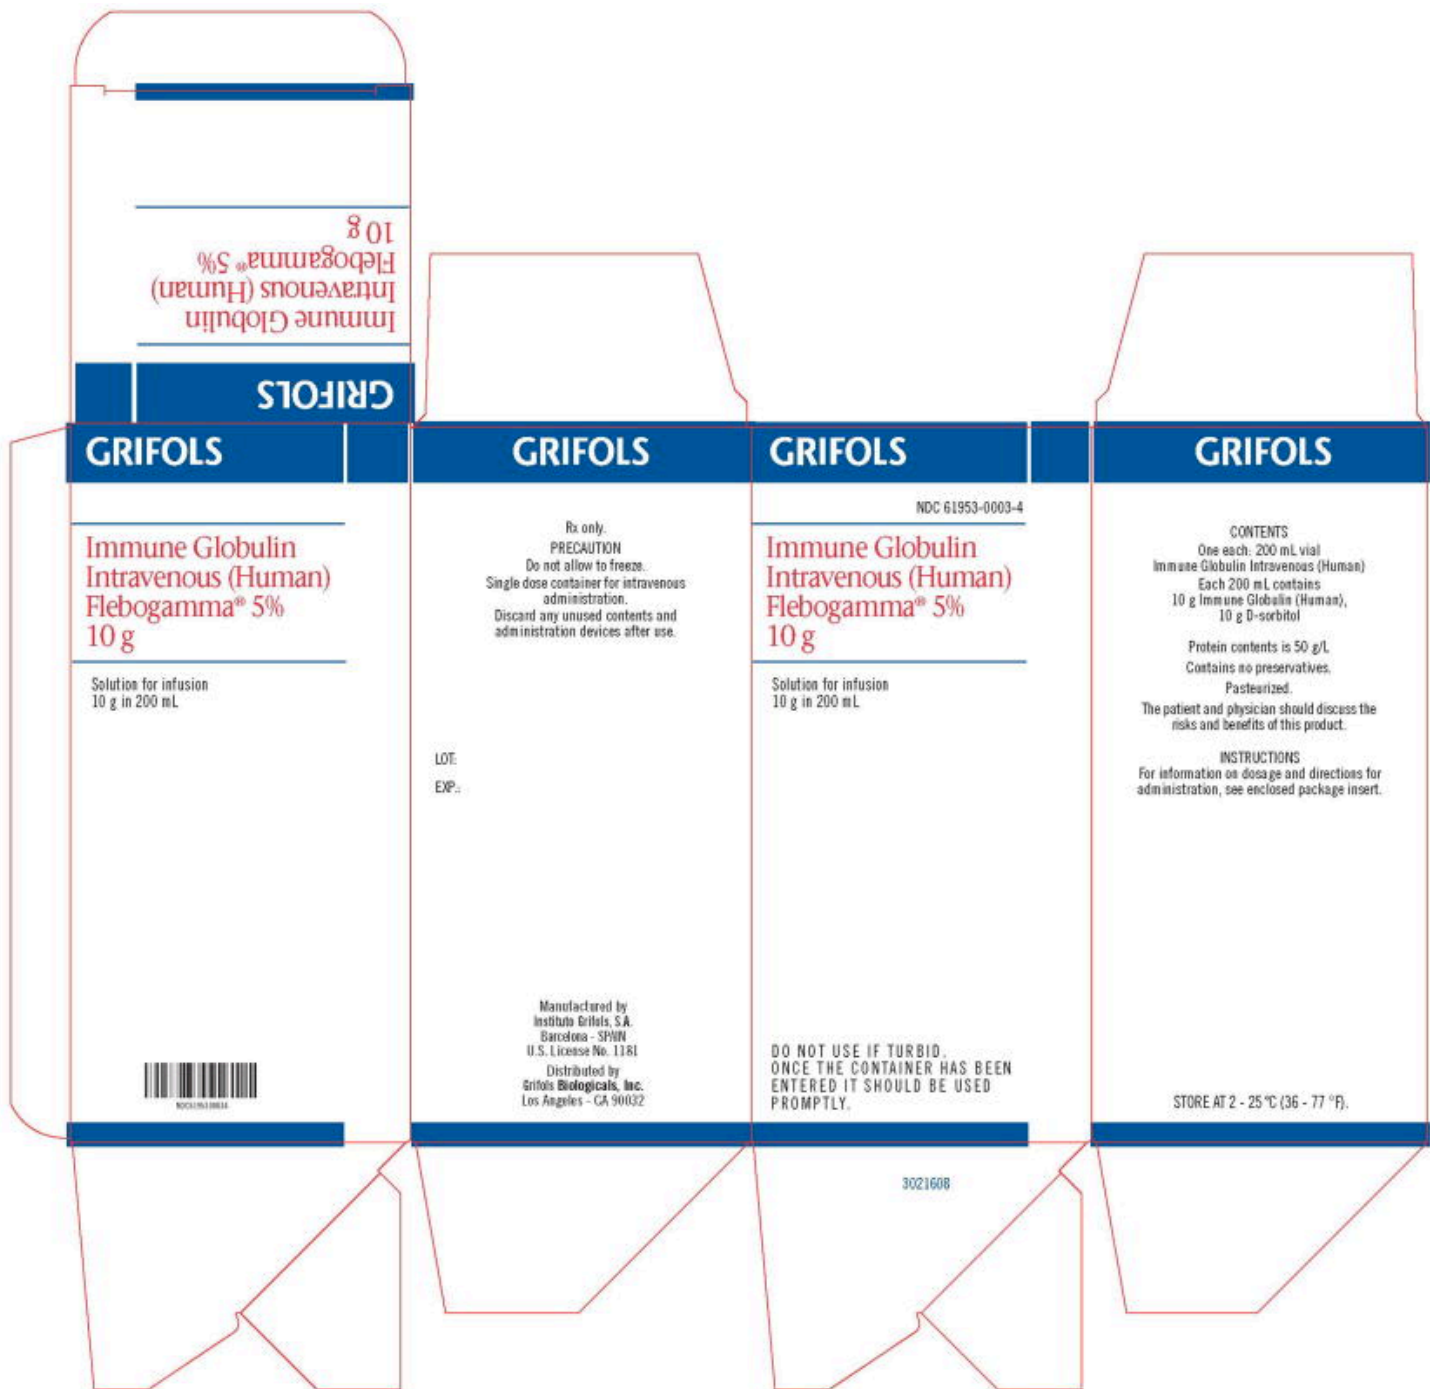 10 g
Flebogamma® 5%
Intravenous (Human)
Immune Globulin
GRIFOLS
GRIFOLS
Immune Globulin
Intravenous (Human)
Flebogamma® 5%
10 g
Solution for infusion
10 g in 200 mL
GRIFOLS
Rx only.
PRECAUTION
Do not allow to freeze.
Single dose container for intravenous
administration.
Discard any unused contents and
administration devices after use.
LOT:
EXP.:
Manufactured by
Instituto Grifols, S.A.
Barcelona - SPAIN
U.S. License No. 1181
Distributed by
Grifols Biologicals, Inc.
Los Angeles - CA 90032
GRIFOLS
NDC 61953-0003-4
Immune Globulin
Intravenous (Human)
Flebogamma® 5%
10 g
Solution for infusion
10 g in 200 mL
DO NOT USE IF TURBID.
ONCE THE CONTAINER HAS BEEN
ENTERED IT SHOULD BE USED
PROMPTLY.
3021608
GRIFOLS
CONTENTS
One each: 200 mL vial
Immune Globulin Intravenous (Human)
Each 200 mL contains
10 g Immune Globulin (Human),
10 g D-sorbitol
Protein contents is 50 g/L
Contains no preservatives.
Pasteurized.
The patient and physician should discuss the
risks and benefits of this product.
INSTRUCTIONS
For information on dosage and directions for
administration, see enclosed package insert.
STORE AT 2 - 25 °C (36 - 77 °F).